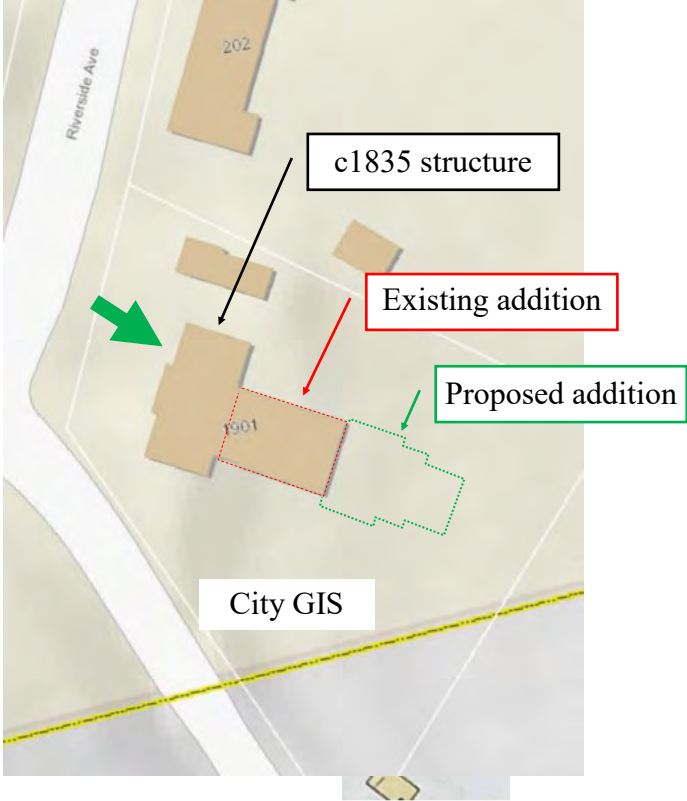 202
Riverside Ave
c1835 structure
Existing addition
Proposed addition
1901
City GIS